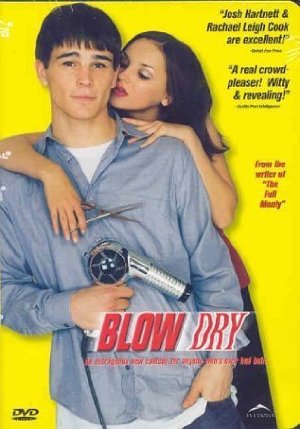 "Josh Hartnett &
Rachael Leigh Cook
are excellent!"
"A real crowd-
pleaser! Witty
& revealing!"
From the
writer of
"The
Full
Monty"
BLOW DRY
DVD